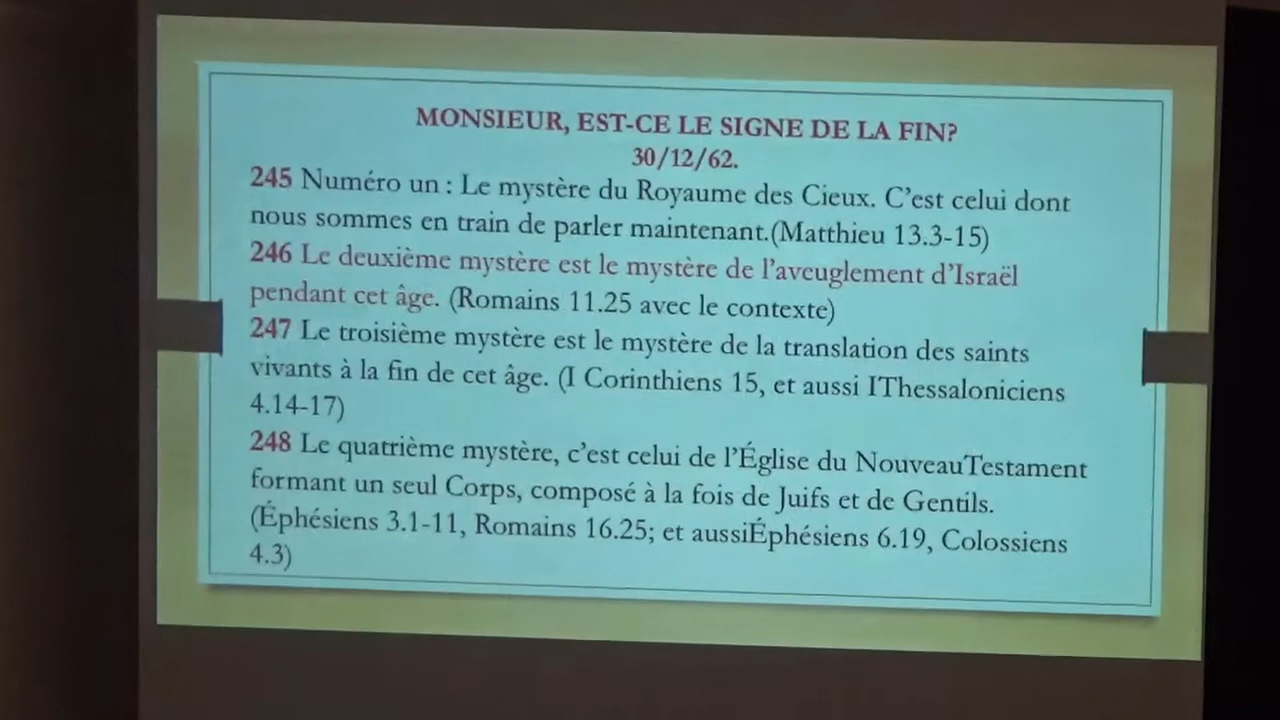 MONSIEUR, EST-CE LE SIGNE DE LA FIN?
30/12/62.
245 Numéro un : Le mystère du Royaume des Cieux. C’est celui dont
nous sommes en train de parler maintenant.(Matthieu 13.3-15)
246 Le deuxième mystère est le mystère de l’aveuglement d’Israël
pendant cet âge. (Romains 11.25 avec le contexte)
247 Le troisième mystère est le mystère de la translation des saints
vivants à la fin de cet âge. (I Corinthiens 15, et aussi IThessaloniciens
4.14-17)
248 Le quatrième mystère, c’est celui de l’Église du NouveauTestament
formant un seul Corps, composé à la fois de Juifs et de Gentils.
(Éphésiens 3.1-11, Romains 16.25; et aussiÉphésiens 6.19, Colossiens
4.3)